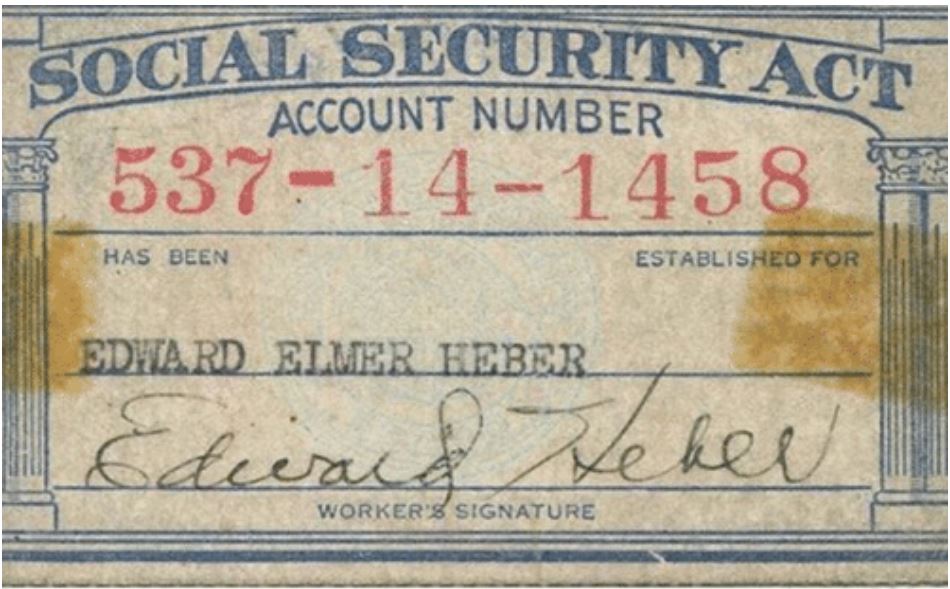 SOCIAL SECURITY ACT
ACCOUNT NUMBER
537-14-1458
HAS BEEN ESTABLISHED FOR
EDWARD ELMER HEBER
Edward Heber
WORKER'S SIGNATURE